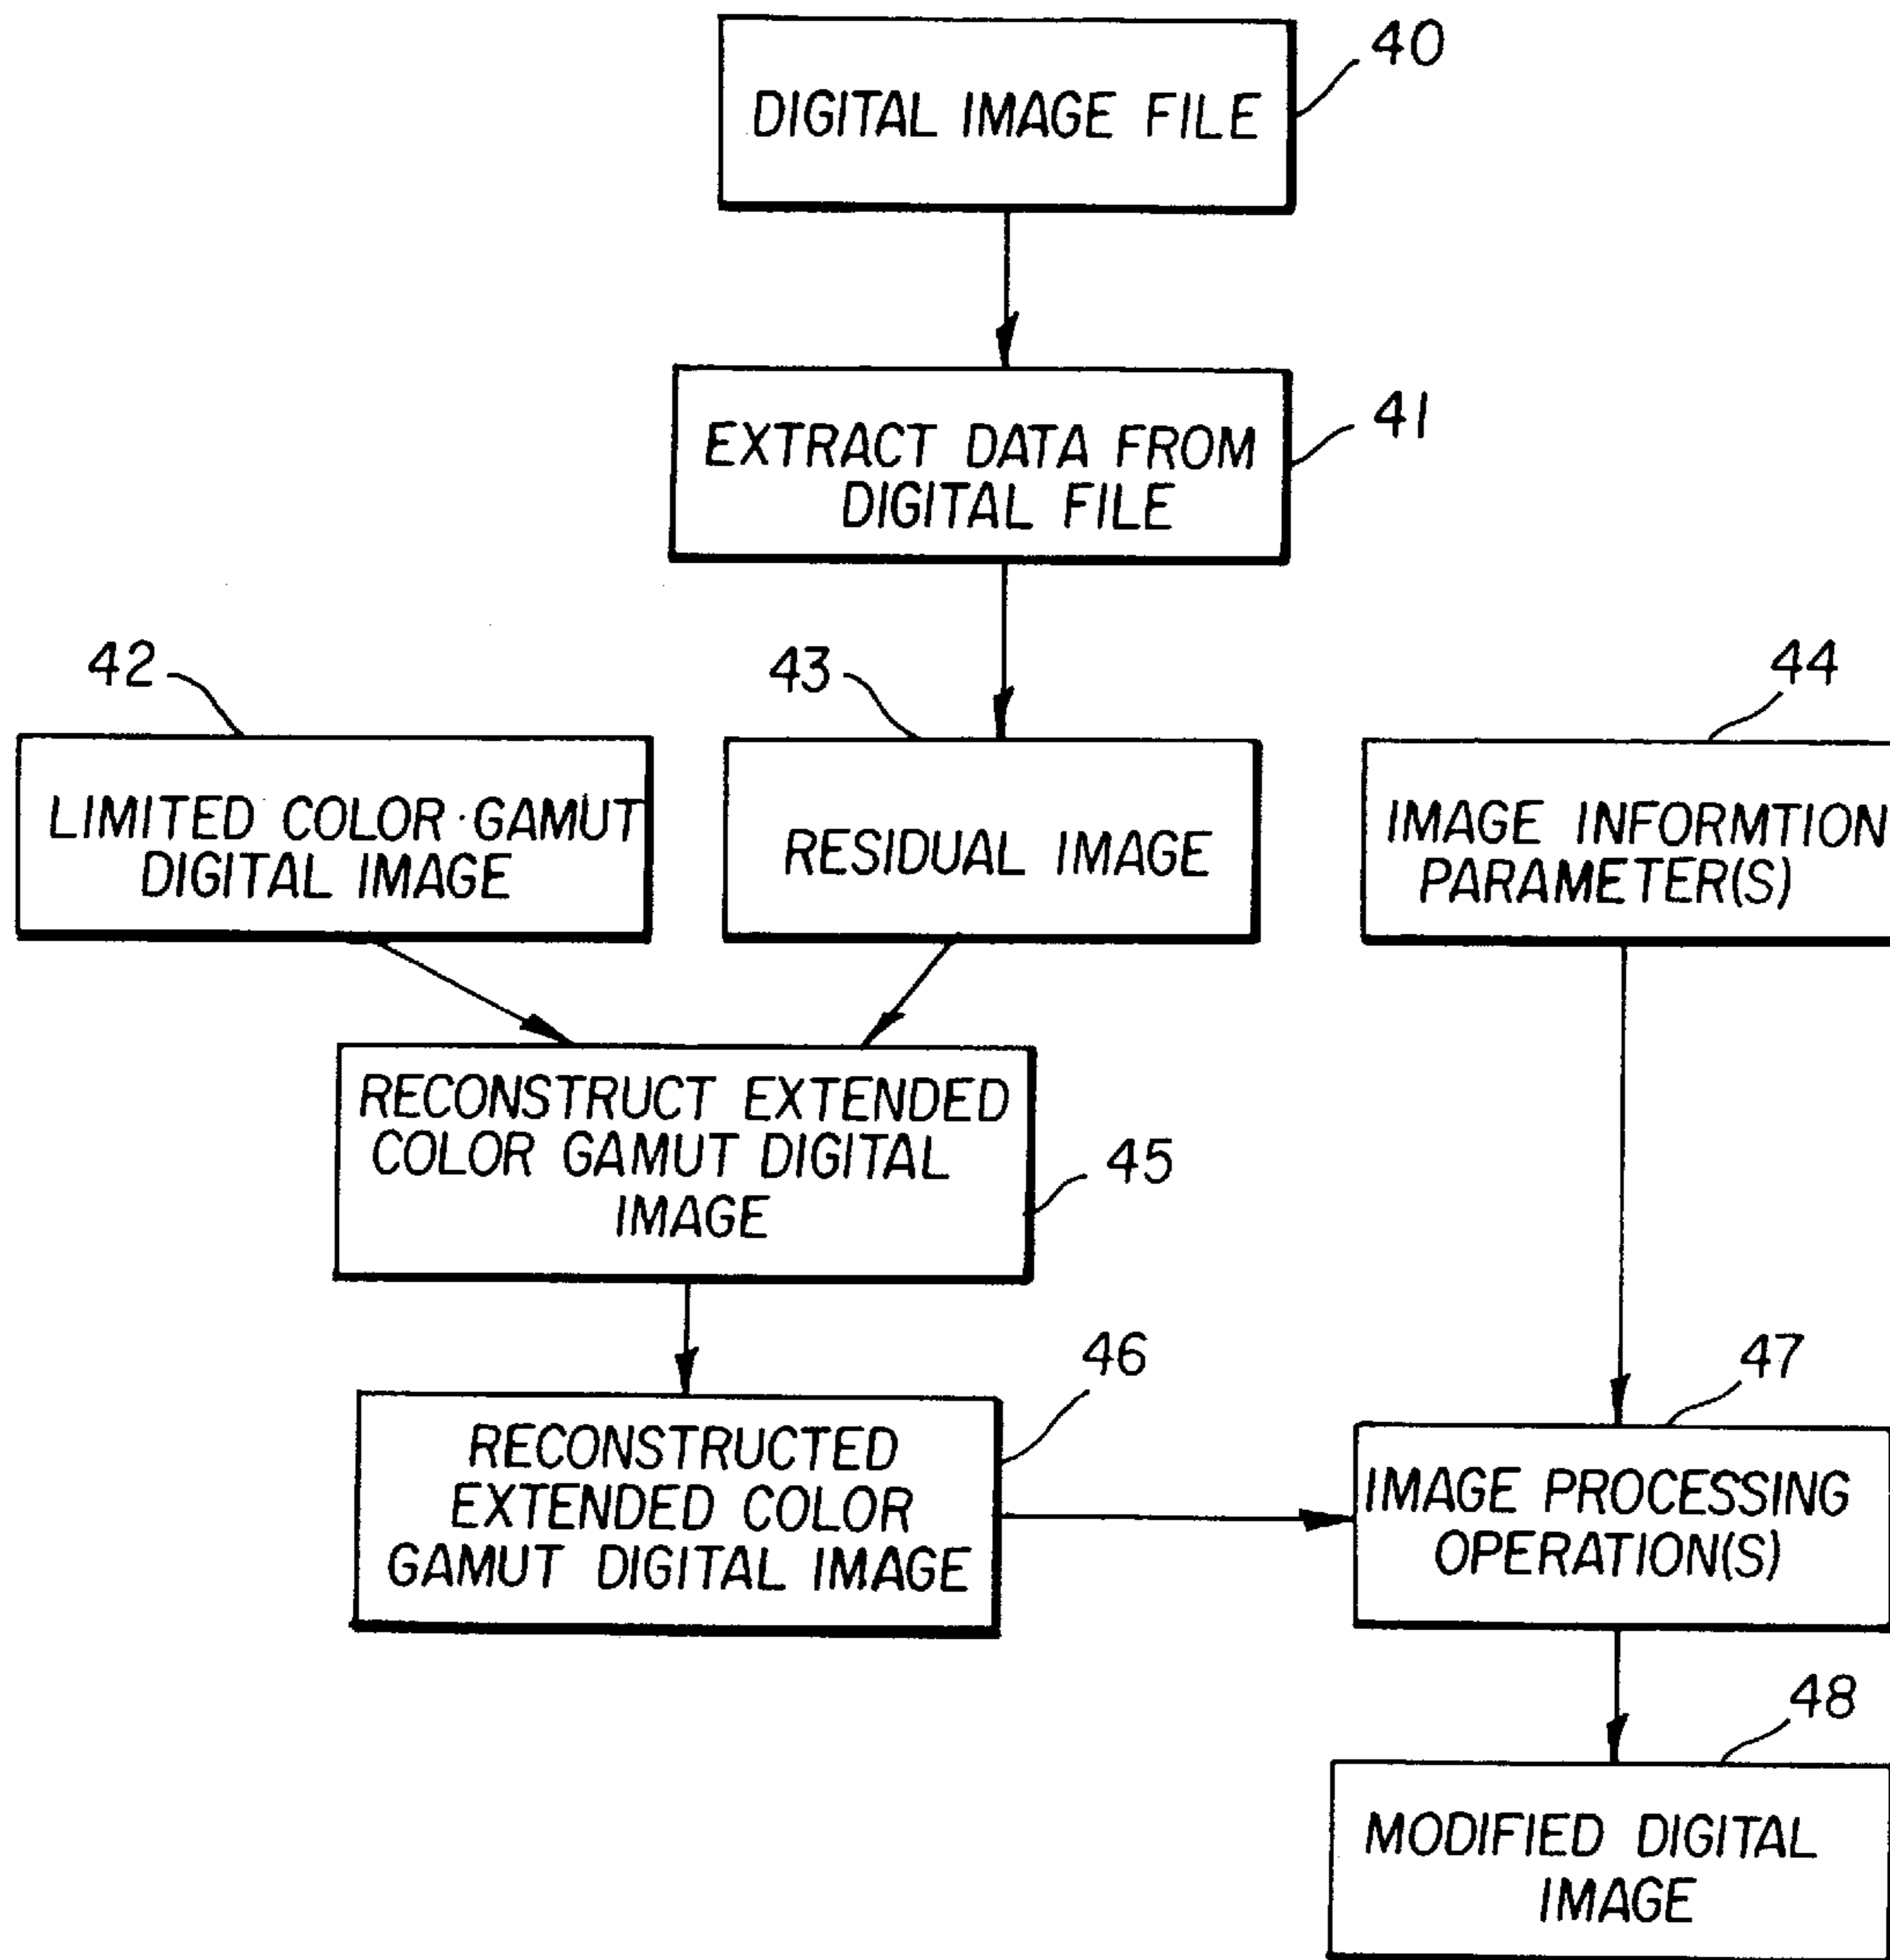 40
DIGITAL IMAGE FILE
41
EXTRACT DATA FROM
DIGITAL FILE
42
43
44
LIMITED COLOR-GAMUT
DIGITAL IMAGE
RESIDUAL IMAGE
IMAGE INFORMTION
PARAMETER(S)
RECONSTRUCT EXTENDED
COLOR GAMUT DIGITAL
IMAGE
45
46
47
RECONSTRUCTED
EXTENDED COLOR
GAMUT DIGITAL IMAGE
IMAGE PROCESSING
OPERATION(S)
48
MODIFIED DIGITAL
IMAGE